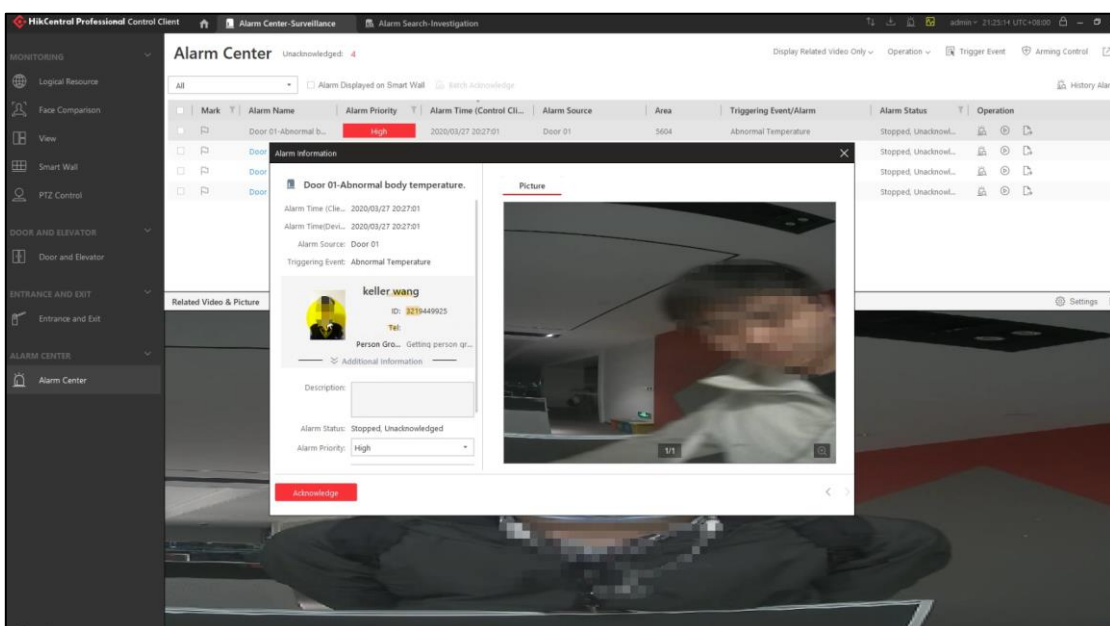 HikCentral Professional Control Client
Alarm Center-Surveillance
Alarm Search-Investigation
admin
21:25:14 UTC+08:00
MONITORING
Logical Resource
Face Comparison
View
Smart Wall
PTZ Control
DOOR AND ELEVATOR
Door and Elevator
ENTRANCE AND EXIT
Entrance and Exit
ALARM CENTER
Alarm Center
Alarm Center
Unacknowledged: 4
Display Related Video Only
Operation
Trigger Event
Arming Control
All
Alarm Displayed on Smart Wall
Batch Acknowledge
History Alar
Mark
Alarm Name
Alarm Priority
Alarm Time (Control Cli...
Alarm Source
Area
Triggering Event/Alarm
Alarm Status
Operation
Door 01-Abnormal b...
High
2020/03/27 20:27:01
Door 01
5604
Abnormal Temperature
Stopped, Unacknowl...
Door
Stopped, Unacknowl...
Door
Stopped, Unacknowl...
Door
Stopped, Unacknowl...
Related Video & Picture
Settings
Alarm Information
Door 01-Abnormal body temperature.
Alarm Time (Clie... 2020/03/27 20:27:01
Alarm Time(Devi... 2020/03/27 20:27:01
Alarm Source: Door 01
Triggering Event: Abnormal Temperature
keller wang
ID: 3219449925
Tel:
Person Gro... Getting person gr...
Additional Information
Description:
Alarm Status: Stopped, Unacknowledged
Alarm Priority: High
Acknowledge
Picture
1/1